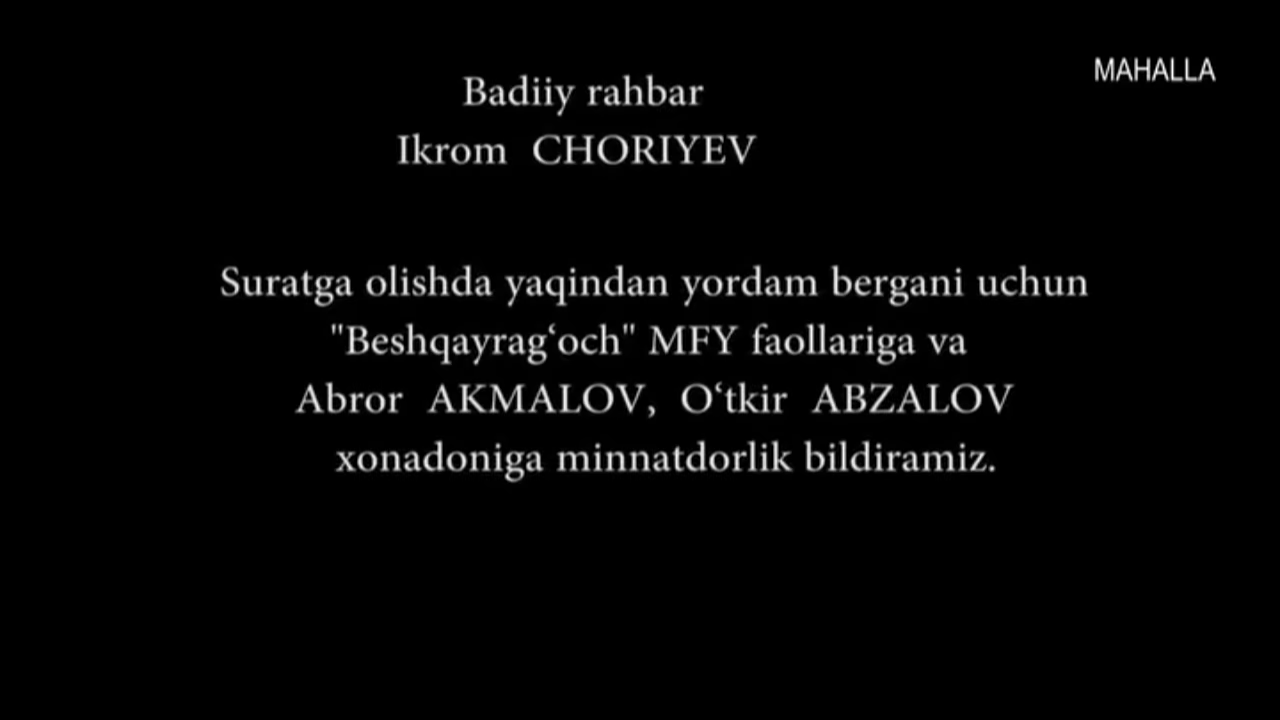 MAHALLA
Badiiy rahbar
Ikrom CHORIYEV
Suratga olishda yaqindan yordam bergani uchun
"Beshqayrag‘och" MFY faollariga va
Abror AKMALOV, O‘tkir ABZALOV
xonadoniga minnatdorlik bildiramiz.